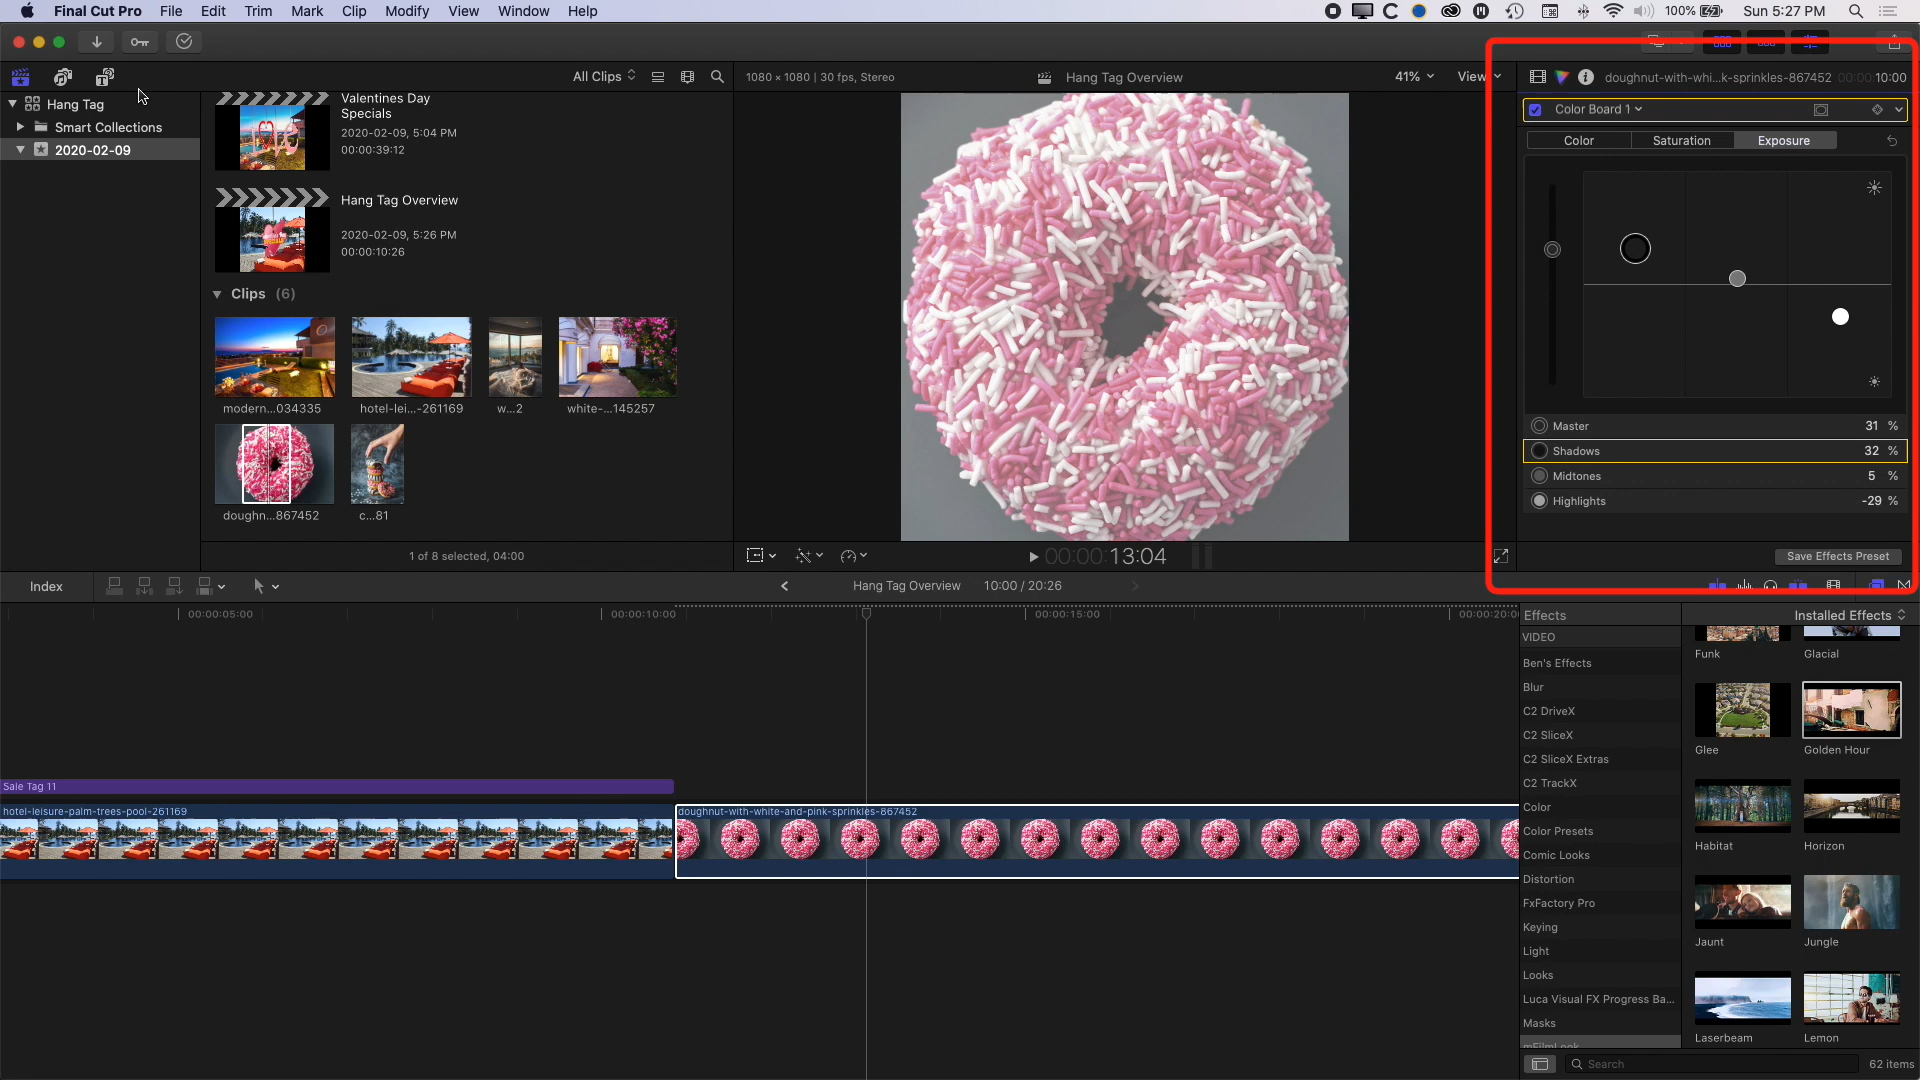 Final Cut Pro File Edit Trim Mark Clip Modify View Window Help
100% Sun 5:27 PM
All Clips
1080 × 1080 | 30 fps, Stereo
Hang Tag Overview
41% View
doughnut-with-whi...k-sprinkles-867452 00:00:10:00
Hang Tag
Smart Collections
2020-02-09
Valentines Day
Specials
2020-02-09, 5:04 PM
00:00:39:12
Hang Tag Overview
2020-02-09, 5:26 PM
00:00:10:26
Clips (6)
modern...034335
hotel-lei...-261169
w...2
white-...145257
doughn...867452
c...81
1 of 8 selected, 04:00
00:00:13:04
Color Board 1
Color Saturation Exposure
Master 31 %
Shadows 32 %
Midtones 5 %
Highlights -29 %
Save Effects Preset
Index
Hang Tag Overview 10:00 / 20:26
00:00:05:00
00:00:10:00
00:00:15:00
00:00:20:0
Sale Tag 11
hotel-leisure-palm-trees-pool-261169
doughnut-with-white-and-pink-sprinkles-867452
Effects
Installed Effects
VIDEO
Ben's Effects
Blur
C2 DriveX
C2 SliceX
C2 SliceX Extras
C2 TrackX
Color
Color Presets
Comic Looks
Distortion
FxFactory Pro
Keying
Light
Looks
Luca Visual FX Progress Ba...
Masks
mFilmLook
Funk
Glacial
Glee
Golden Hour
Habitat
Horizon
Jaunt
Jungle
Laserbeam
Lemon
Search
62 items